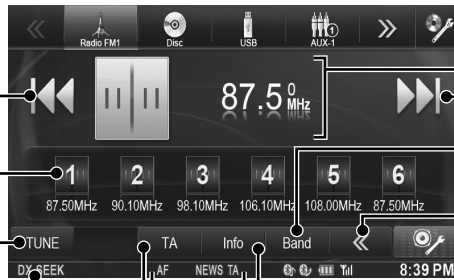 Radio FM1 Disc USB AUX-1
87.50 MHz
1 2 3 4 5 6
87.50MHz 90.10MHz 98.10MHz 106.10MHz 108.00MHz 87.50MHz
TUNE TA Info Band
DX SEEK AF NEWS TA 8:39 PM